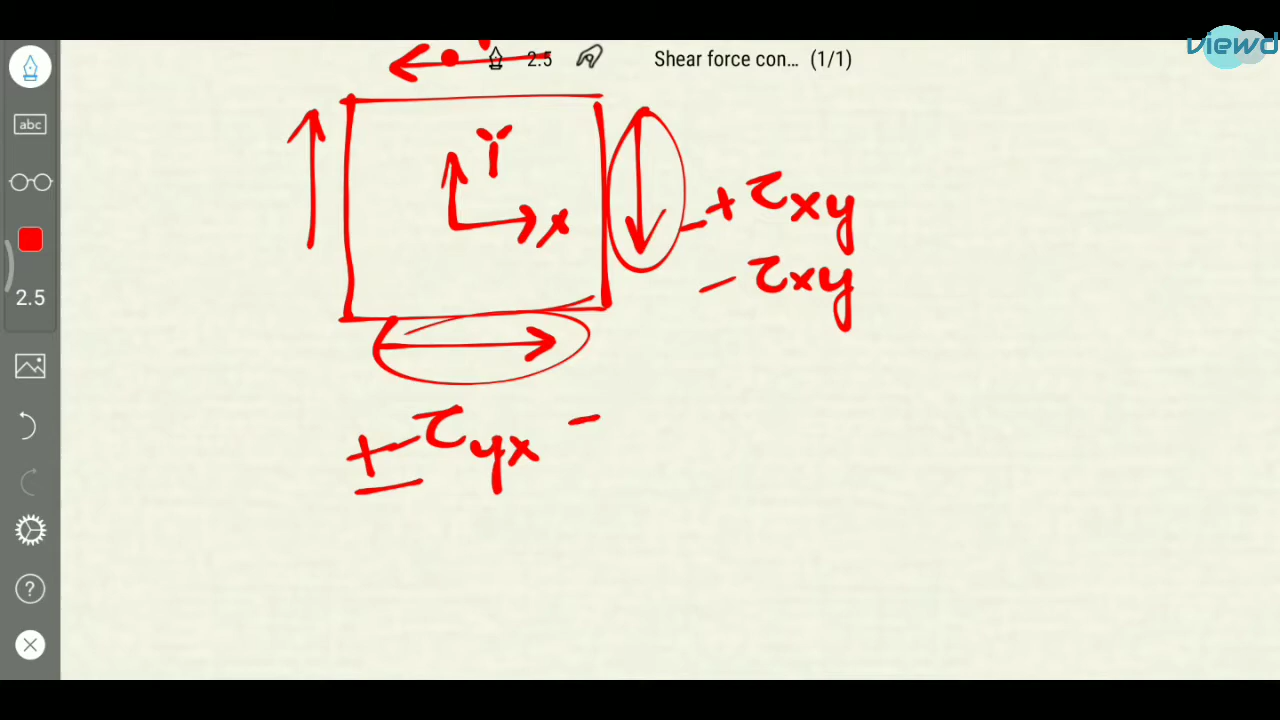 viewd
2.5 Shear force con... (1/1)
abc
Y
x
+ τxy
- τxy
2.5
± τyx -
?